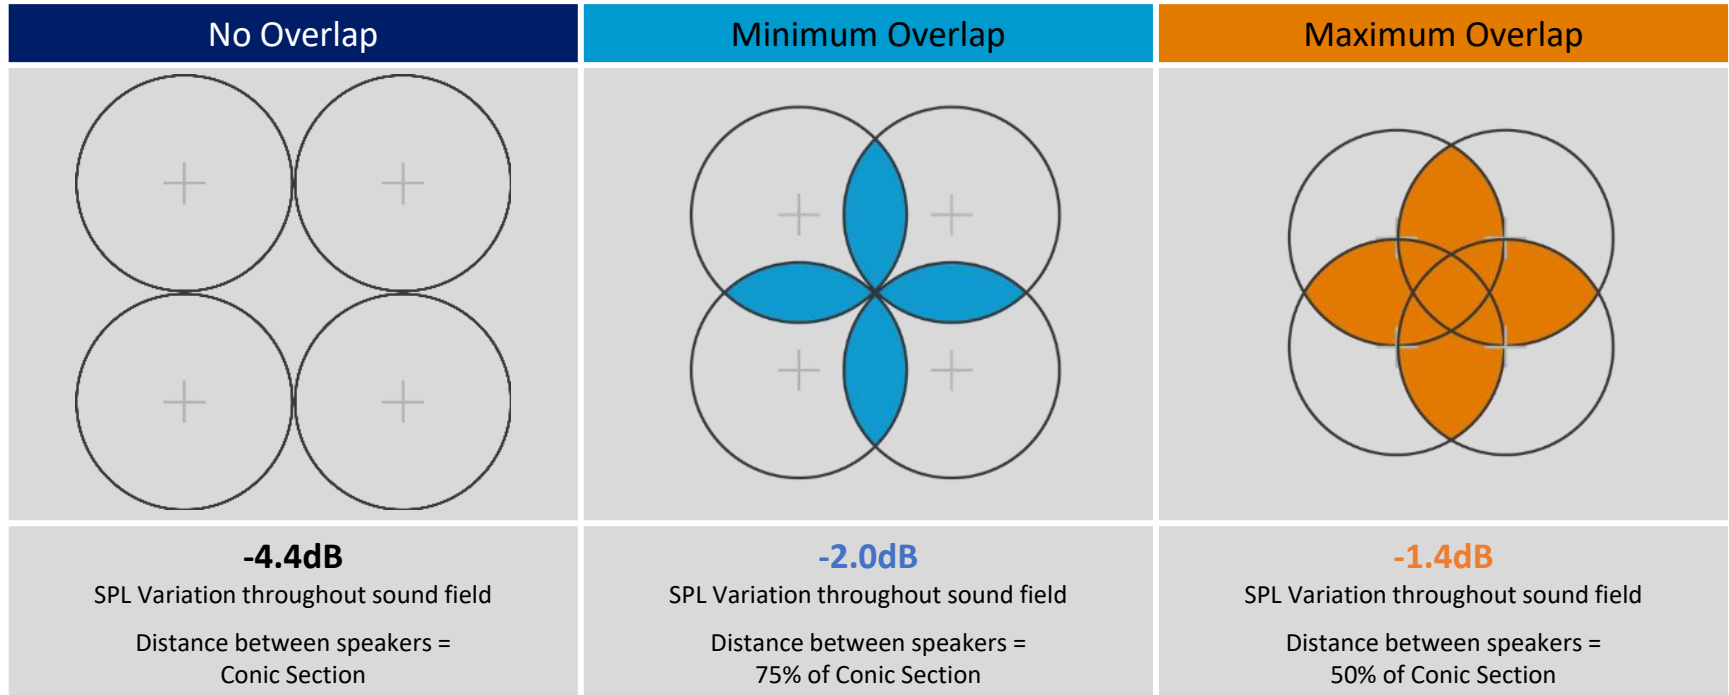 No Overlap
Minimum Overlap
Maximum Overlap
-4.4dB
SPL Variation throughout sound field
Distance between speakers =
Conic Section
-2.0dB
SPL Variation throughout sound field
Distance between speakers =
75% of Conic Section
-1.4dB
SPL Variation throughout sound field
Distance between speakers =
50% of Conic Section